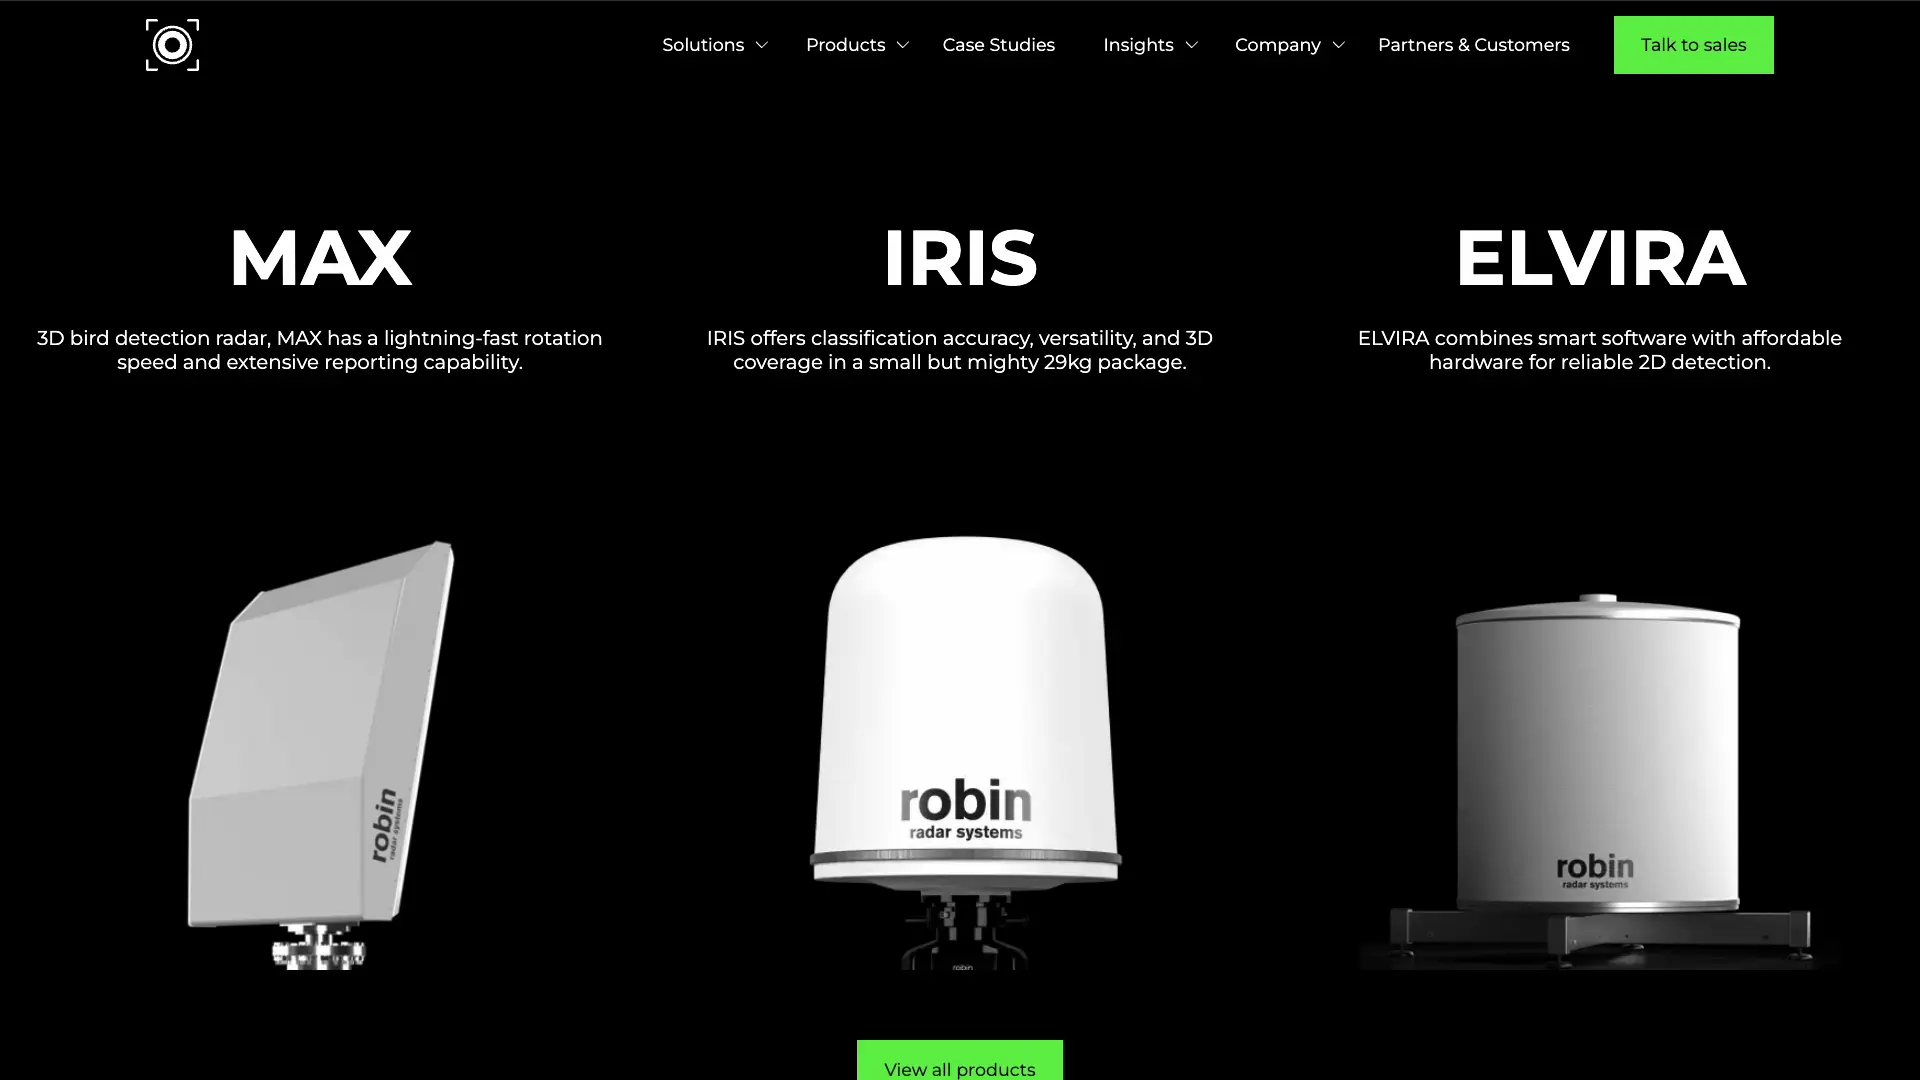 Solutions
Products
Case Studies
Insights
Company
Partners & Customers
Talk to sales
MAX
3D bird detection radar, MAX has a lightning-fast rotation
speed and extensive reporting capability.
IRIS
IRIS offers classification accuracy, versatility, and 3D
coverage in a small but mighty 29kg package.
ELVIRA
ELVIRA combines smart software with affordable
hardware for reliable 2D detection.
robin
radar systems
robin
radar systems
robin
robin
radar systems
View all products